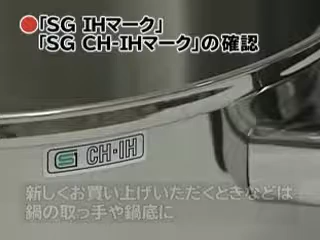 ●「SG IHマーク」
「SG CH-IHマーク」の確認
SG CH・IH
新しくお買い上げいただくときなどは
鍋の取っ手や鍋底に